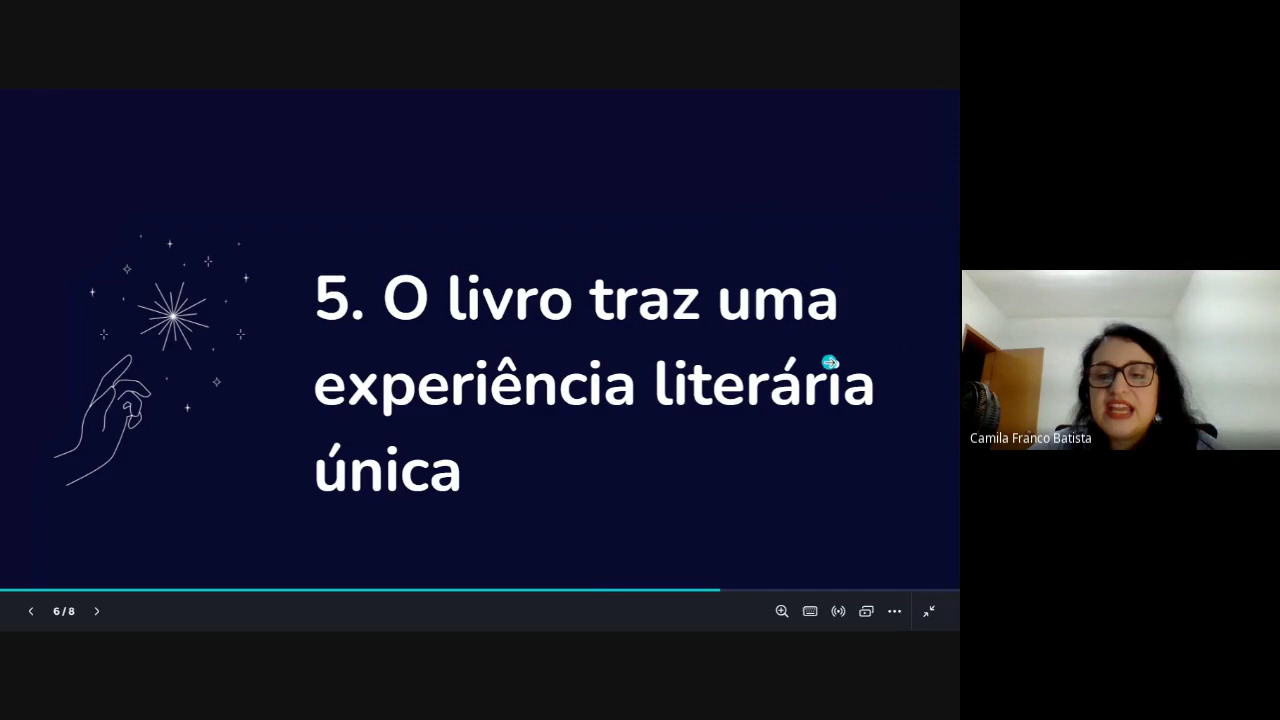 5. O livro traz uma
experiência literária
única
Camila Franco Batista
6 / 8